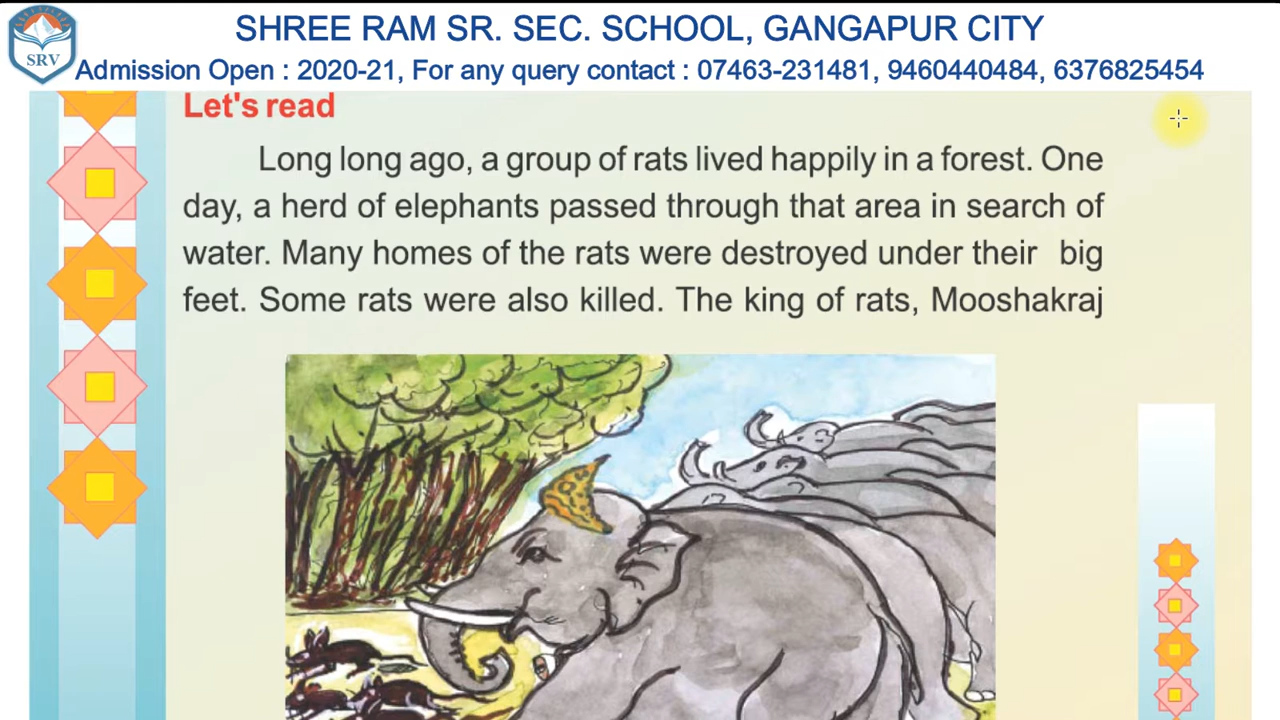 SHREE RAM SR. SEC. SCHOOL, GANGAPUR CITY
SRV
Admission Open : 2020-21, For any query contact : 07463-231481, 9460440484, 6376825454
Let's read
Long long ago, a group of rats lived happily in a forest. One
day, a herd of elephants passed through that area in search of
water. Many homes of the rats were destroyed under their big
feet. Some rats were also killed. The king of rats, Mooshakraj